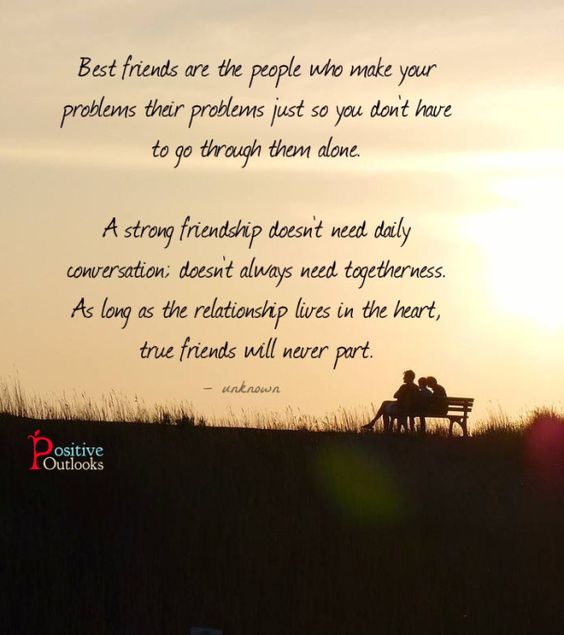 Best friends are the people who make your
problems their problems just so you don't have
to go through them alone.
A strong friendship doesn't need daily
conversation; doesn't always need togetherness.
As long as the relationship lives in the heart,
true friends will never part.
– unknown
Positive
Outlooks